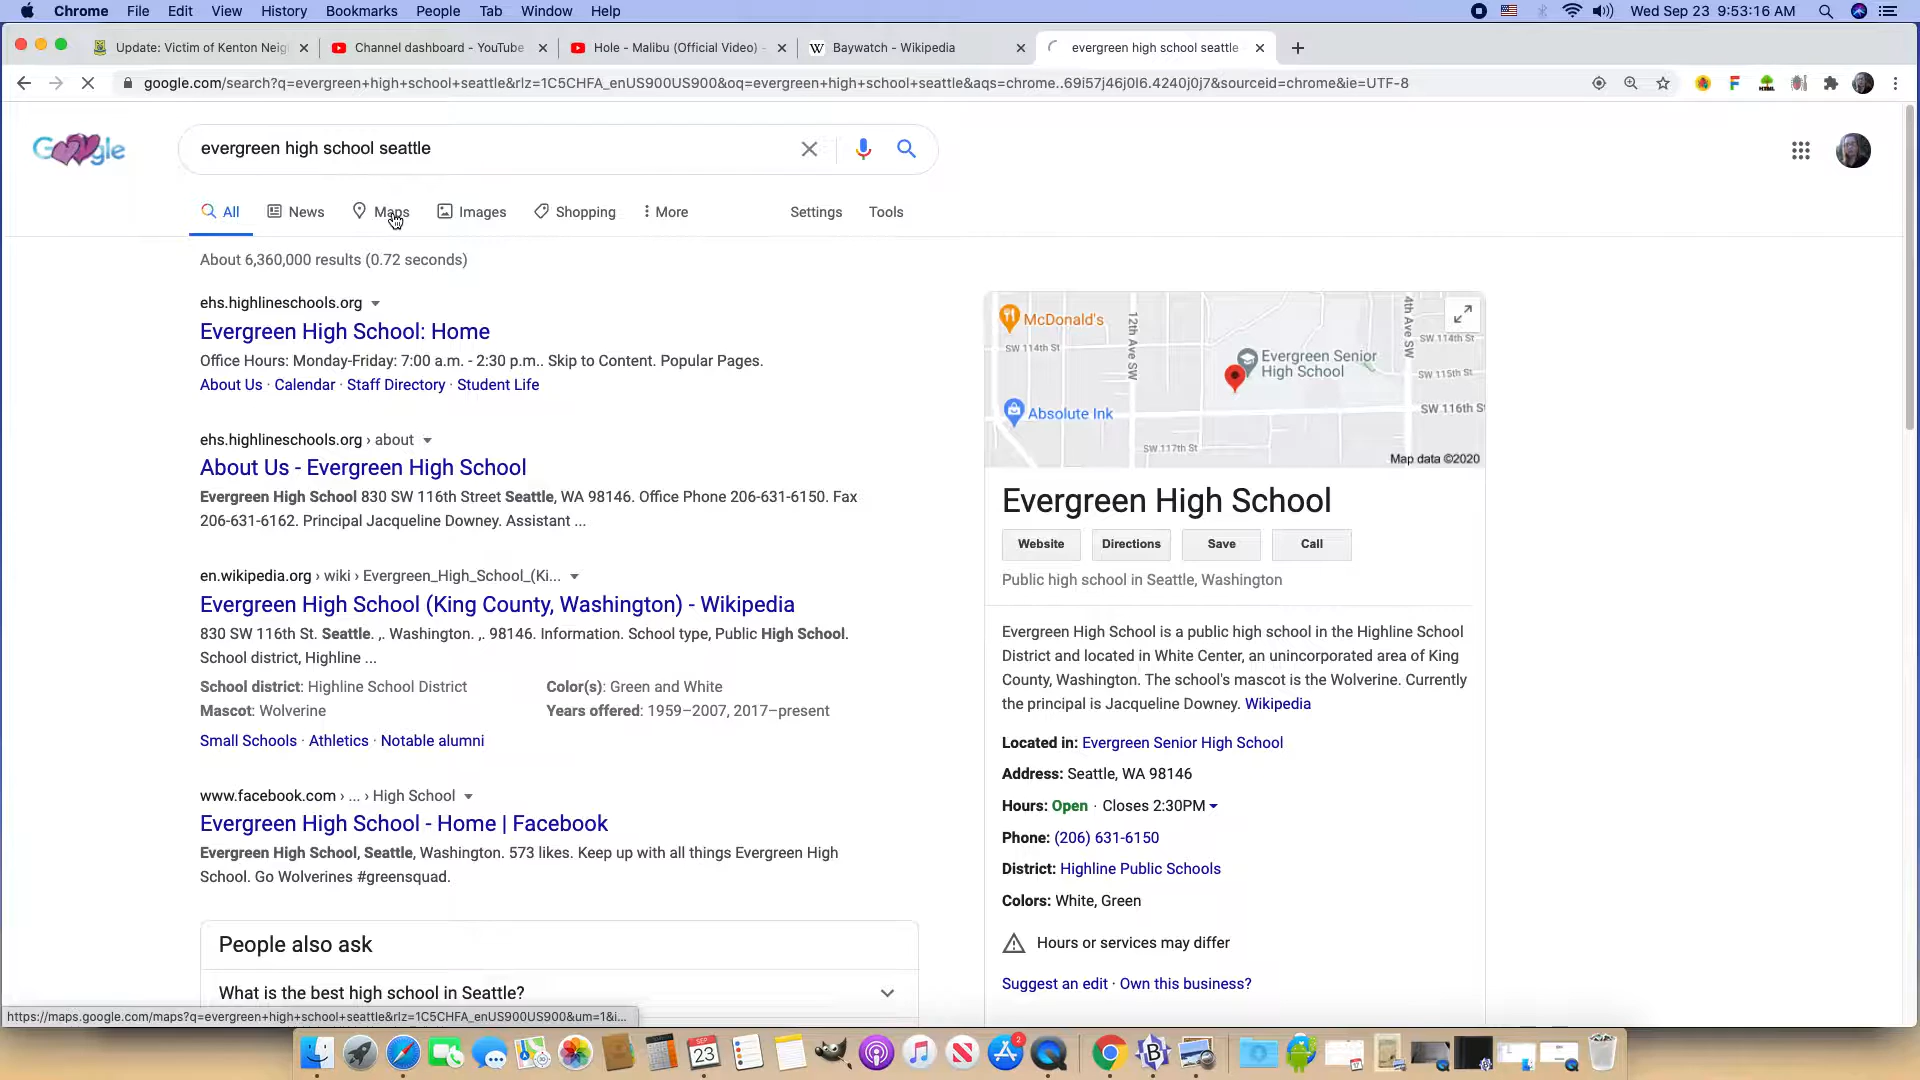 Chrome File Edit View History Bookmarks People Tab Window Help Wed Sep 23 9:53:16 AM
Update: Victim of Kenton Neig Channel dashboard - YouTube Hole - Malibu (Official Video) - Baywatch - Wikipedia evergreen high school seattle
google.com/search?q=evergreen+high+school+seattle&rlz=1C5CHFA_enUS900US900&oq=evergreen+high+school+seattle&aqs=chrome..69i57j46j0l6.4240j0j7&sourceid=chrome&ie=UTF-8
Google
evergreen high school seattle
All News Maps Images Shopping More Settings Tools
About 6,360,000 results (0.72 seconds)
ehs.highlineschools.org
Evergreen High School: Home
Office Hours: Monday-Friday: 7:00 a.m. - 2:30 p.m.. Skip to Content. Popular Pages.
About Us · Calendar · Staff Directory · Student Life
ehs.highlineschools.org › about
About Us - Evergreen High School
Evergreen High School 830 SW 116th Street Seattle, WA 98146. Office Phone 206-631-6150. Fax
206-631-6162. Principal Jacqueline Downey. Assistant ...
en.wikipedia.org › wiki › Evergreen_High_School_(Ki...
Evergreen High School (King County, Washington) - Wikipedia
830 SW 116th St. Seattle. ,. Washington. ,. 98146. Information. School type, Public High School.
School district, Highline ...
School district: Highline School District Color(s): Green and White
Mascot: Wolverine Years offered: 1959–2007, 2017–present
Small Schools · Athletics · Notable alumni
www.facebook.com › ... › High School
Evergreen High School - Home | Facebook
Evergreen High School, Seattle, Washington. 573 likes. Keep up with all things Evergreen High
School. Go Wolverines #greensquad.
People also ask
What is the best high school in Seattle?
McDonald's
SW 114th St
12th Ave SW
4th Ave SW
SW 114th St
Evergreen Senior
High School
SW 115th St
Absolute Ink
SW 116th S
SW 117th St
Map data ©2020
Evergreen High School
Website Directions Save Call
Public high school in Seattle, Washington
Evergreen High School is a public high school in the Highline School
District and located in White Center, an unincorporated area of King
County, Washington. The school's mascot is the Wolverine. Currently
the principal is Jacqueline Downey. Wikipedia
Located in: Evergreen Senior High School
Address: Seattle, WA 98146
Hours: Open · Closes 2:30PM
Phone: (206) 631-6150
District: Highline Public Schools
Colors: White, Green
Hours or services may differ
Suggest an edit · Own this business?
https://maps.google.com/maps?q=evergreen+high+school+seattle&rlz=1C5CHFA_enUS900US900&um=1&i...
SEP
23
2